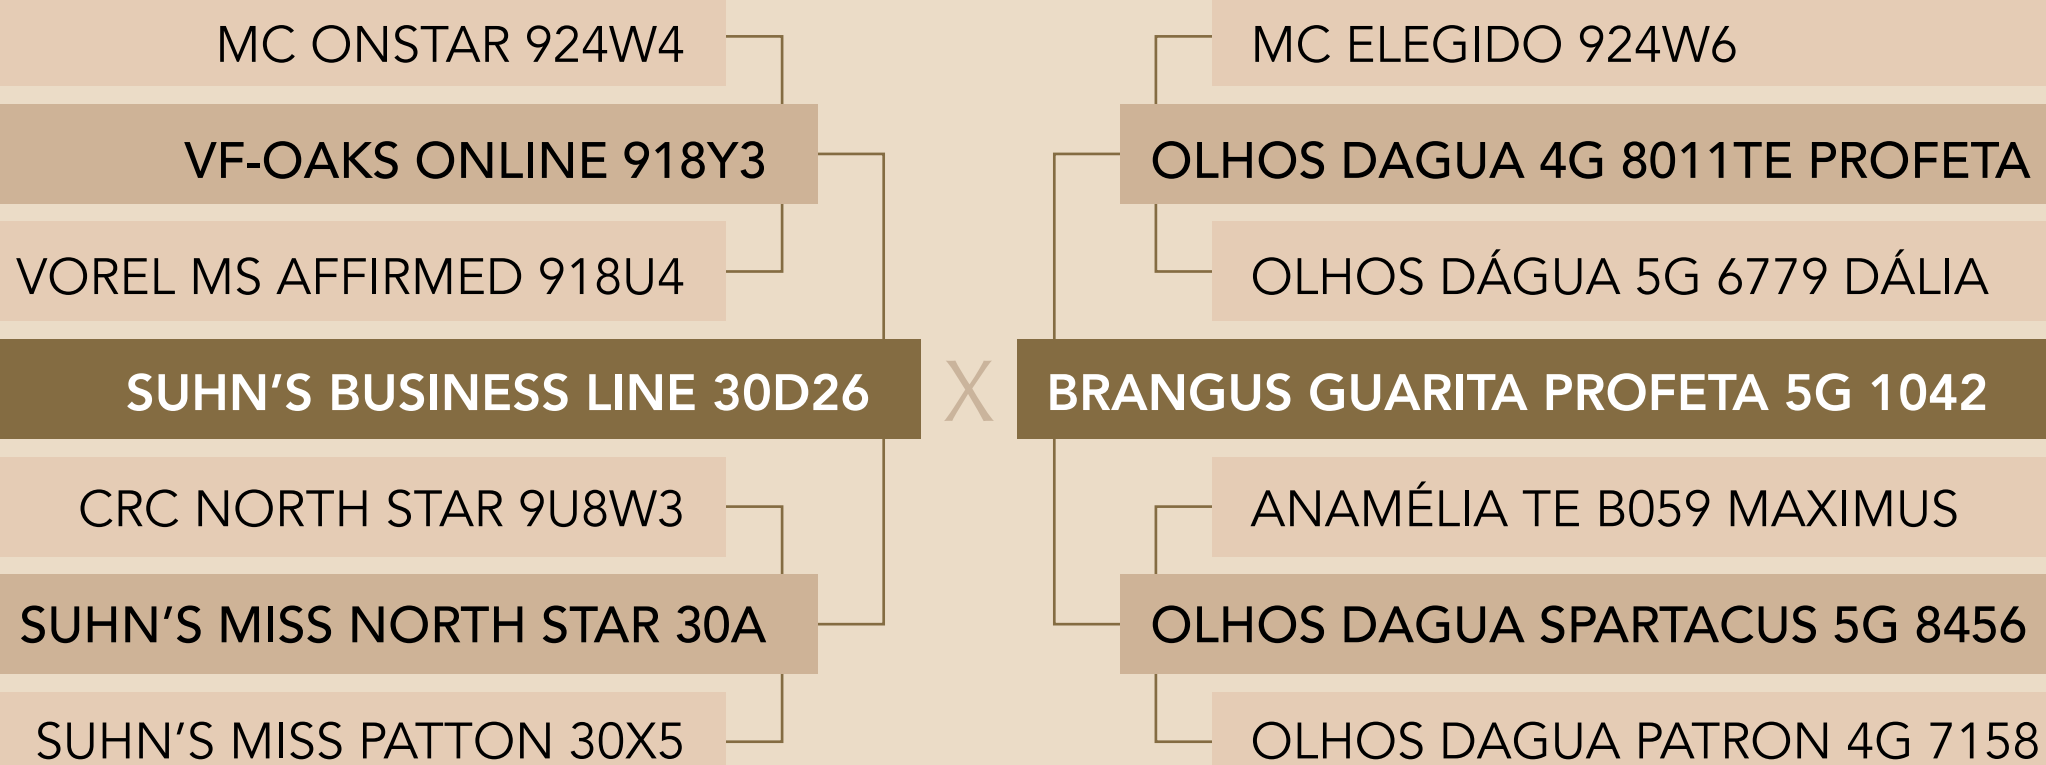 MC ONSTAR 924W4
VF-OAKS ONLINE 918Y3
VOREL MS AFFIRMED 918U4
SUHN’S BUSINESS LINE 30D26
CRC NORTH STAR 9U8W3
SUHN’S MISS NORTH STAR 30A
SUHN’S MISS PATTON 30X5
X
MC ELEGIDO 924W6
OLHOS DAGUA 4G 8011TE PROFETA
OLHOS DÁGUA 5G 6779 DÁLIA
BRANGUS GUARITA PROFETA 5G 1042
ANAMÉLIA TE B059 MAXIMUS
OLHOS DAGUA SPARTACUS 5G 8456
OLHOS DAGUA PATRON 4G 7158